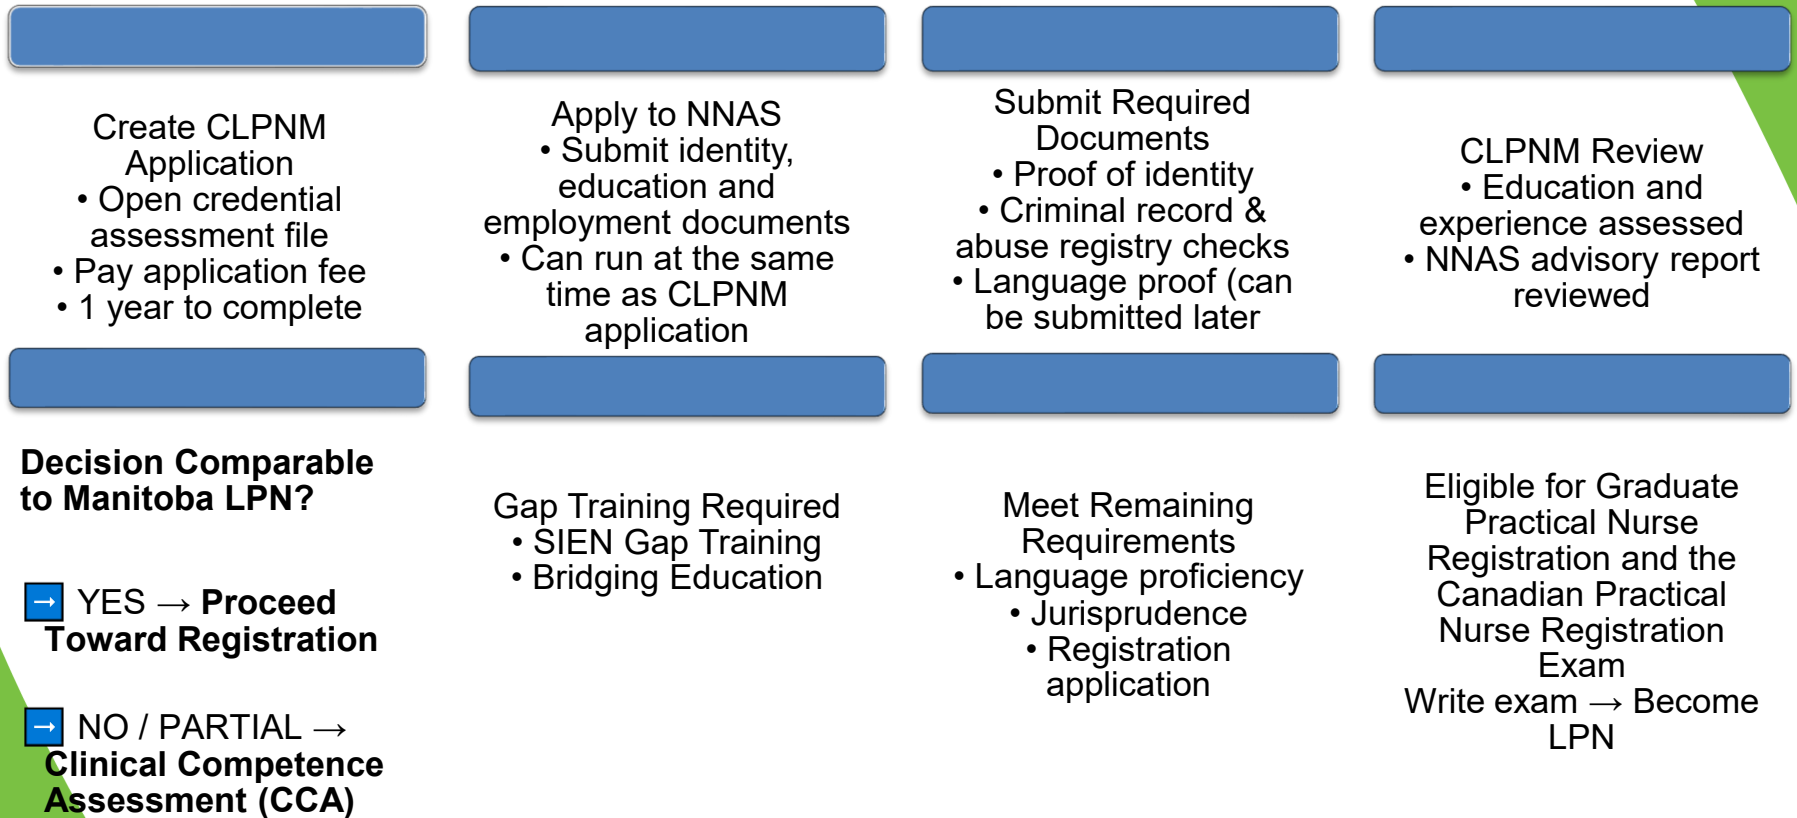 Create CLPNM
Application
• Open credential
assessment file
• Pay application fee
• 1 year to complete
Apply to NNAS
• Submit identity,
education and
employment documents
• Can run at the same
time as CLPNM
application
Submit Required
Documents
• Proof of identity
• Criminal record &
abuse registry checks
• Language proof (can
be submitted later
CLPNM Review
• Education and
experience assessed
• NNAS advisory report
reviewed
Decision Comparable
to Manitoba LPN?
➡ YES → Proceed
Toward Registration
➡ NO / PARTIAL →
Clinical Competence
Assessment (CCA)
Gap Training Required
• SIEN Gap Training
• Bridging Education
Meet Remaining
Requirements
• Language proficiency
• Jurisprudence
• Registration
application
Eligible for Graduate
Practical Nurse
Registration and the
Canadian Practical
Nurse Registration
Exam
Write exam → Become
LPN